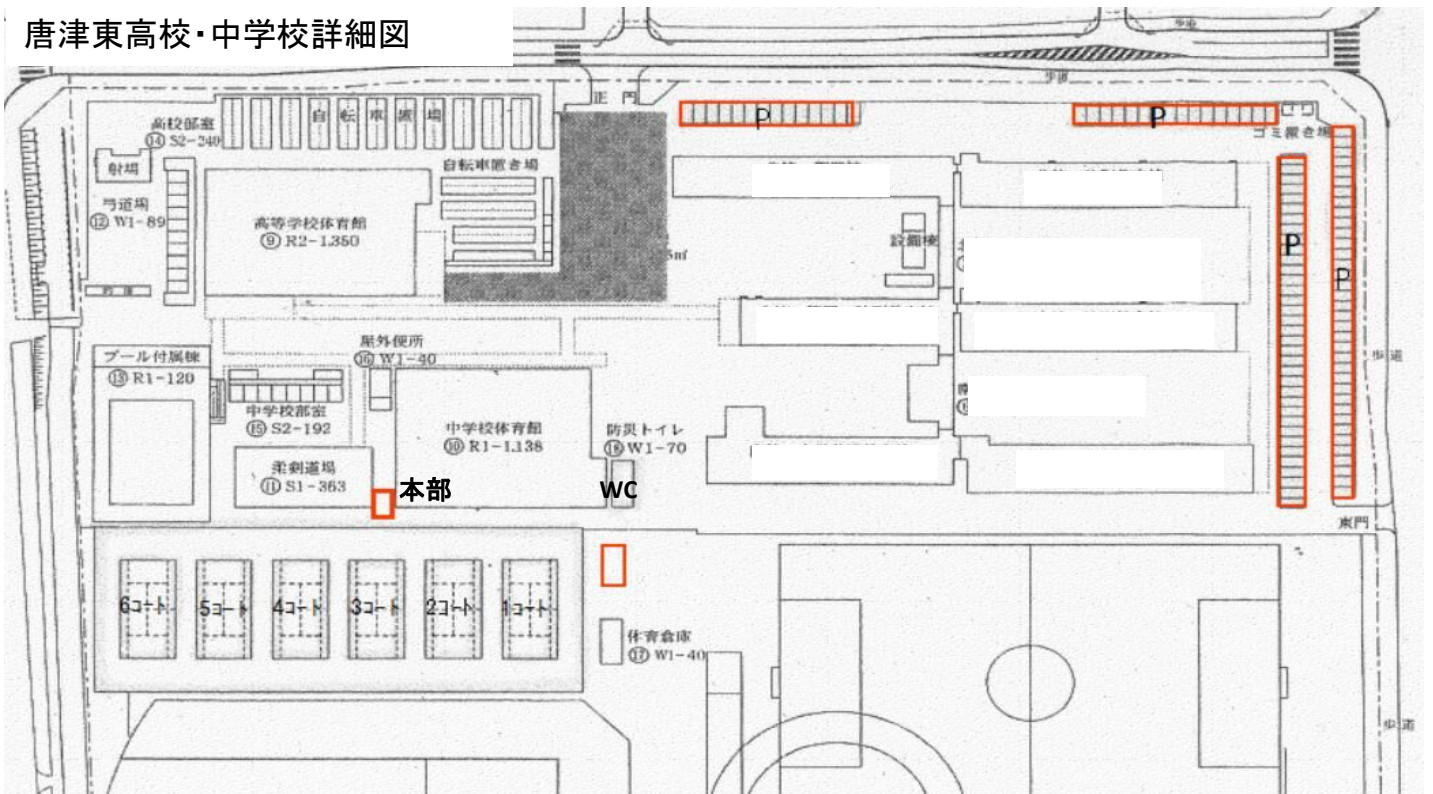 唐津東高校・中学校詳細図
歩道
歩道
正門
P
P
ゴミ置き場
高校部室
⑭ S2-240
自転車置場
射場
自転車置き場
弓道場
⑫ W1-89
高等学校体育館
⑨ R2-1,350
設備棟
P
P
㎡
屋外便所
⑯ W1-40
プール付属棟
⑬ R1-120
歩道
中学校部室
⑮ S2-192
中学校体育館
⑩ R1-1,138
防災トイレ
⑱ W1-70
柔剣道場
⑪ S1-363
本部
WC
東門
6コート
5コート
4コート
3コート
2コート
1コート
体育倉庫
⑰ W1-40
歩道